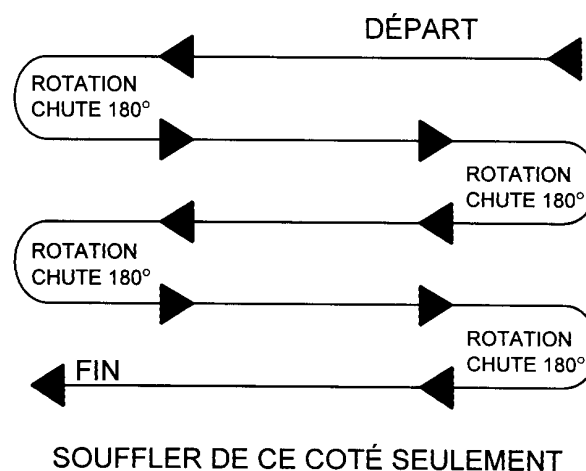 DÉPART
ROTATION
CHUTE 180°
ROTATION
CHUTE 180°
ROTATION
CHUTE 180°
ROTATION
CHUTE 180°
FIN
SOUFFLER DE CE COTÉ SEULEMENT